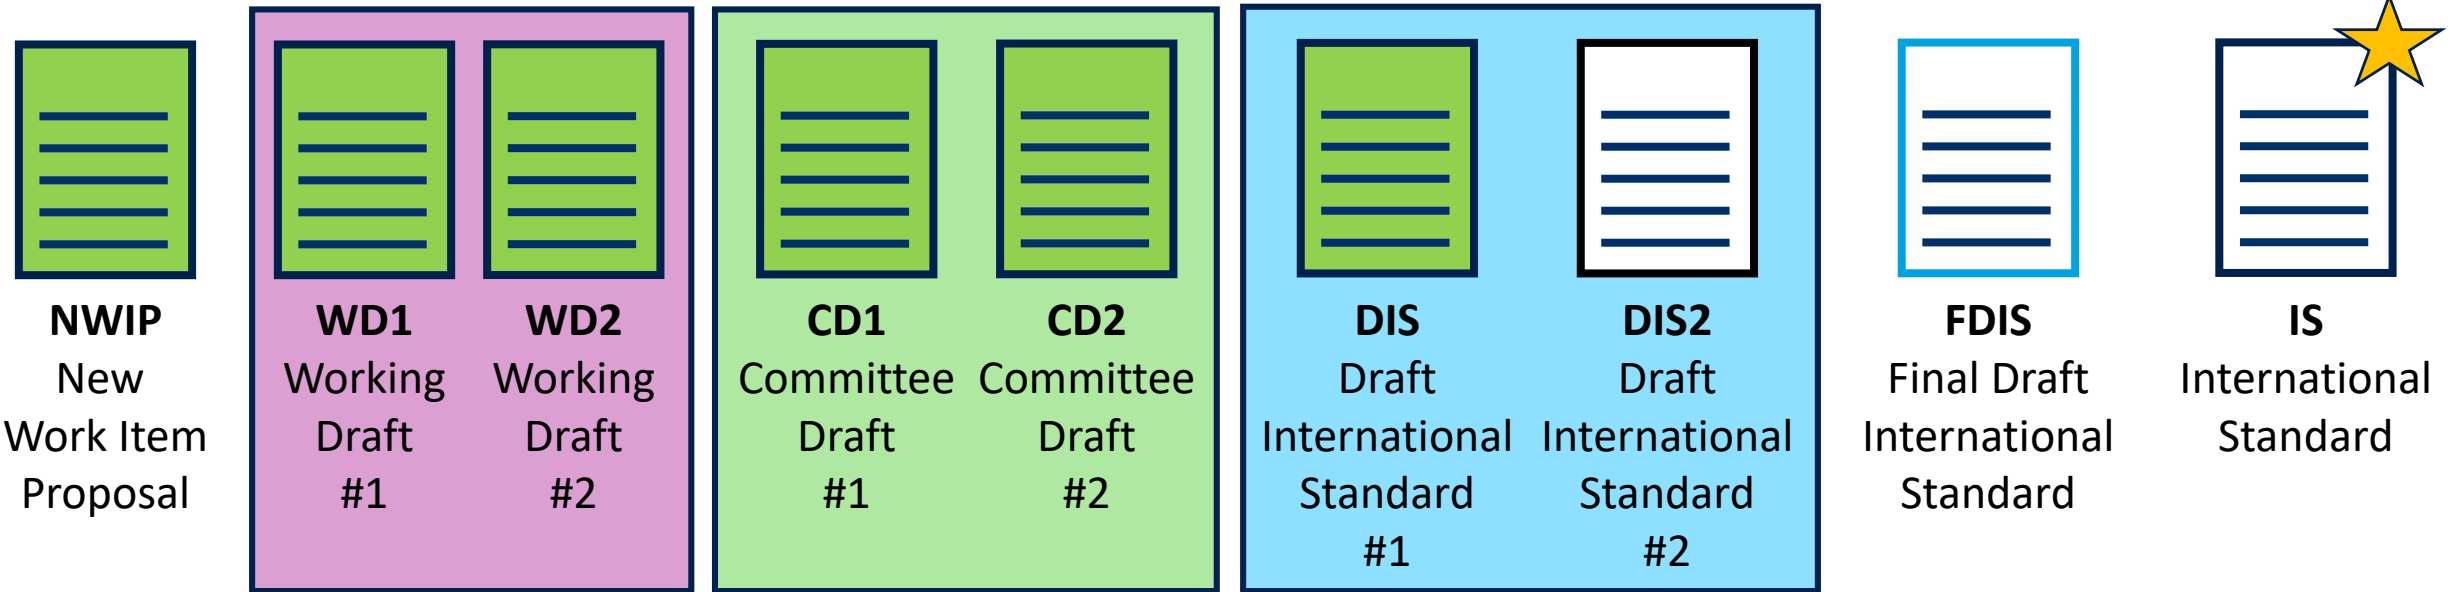 NWIP
New
Work Item
Proposal
WD1
Working
Draft
#1
WD2
Working
Draft
#2
CD1
Committee
Draft
#1
CD2
Committee
Draft
#2
DIS
Draft
International
Standard
#1
DIS2
Draft
International
Standard
#2
FDIS
Final Draft
International
Standard
IS
International
Standard